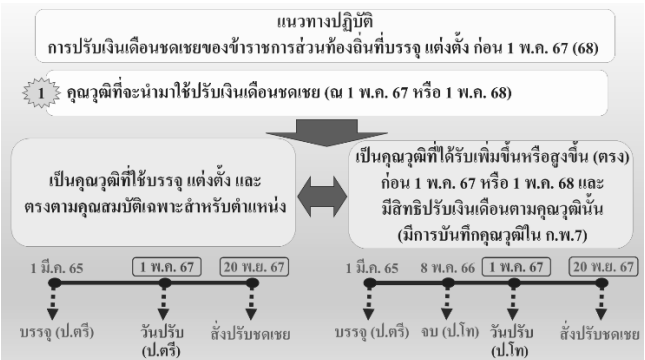 แนวทางปฏิบัติ
การปรับเงินเดือนชดเชยของข้าราชการส่วนท้องถิ่นที่บรรจุ แต่งตั้ง ก่อน 1 พ.ค. 67 (68)
1 คุณวุฒิที่จะนำมาใช้ปรับเงินเดือนชดเชย (ณ 1 พ.ค. 67 หรือ 1 พ.ค. 68)
เป็นคุณวุฒิที่ใช้บรรจุ แต่งตั้ง และ
ตรงตามคุณสมบัติเฉพาะสำหรับตำแหน่ง
เป็นคุณวุฒิที่ได้รับเพิ่มขึ้นหรือสูงขึ้น (ตรง)
ก่อน 1 พ.ค. 67 หรือ 1 พ.ค. 68 และ
มีสิทธิปรับเงินเดือนตามคุณวุฒินั้น
(มีการบันทึกคุณวุฒิใน ก.พ.7)
1 มี.ค. 65 1 พ.ค. 67 20 พ.ย. 67
บรรจุ (ป.ตรี) วันปรับ สั่งปรับชดเชย
(ป.ตรี)
1 มี.ค. 65 8 พ.ค. 66 1 พ.ค. 67 20 พ.ย. 67
บรรจุ (ป.ตรี) จบ (ป.โท) วันปรับ สั่งปรับชดเชย
(ป.โท)